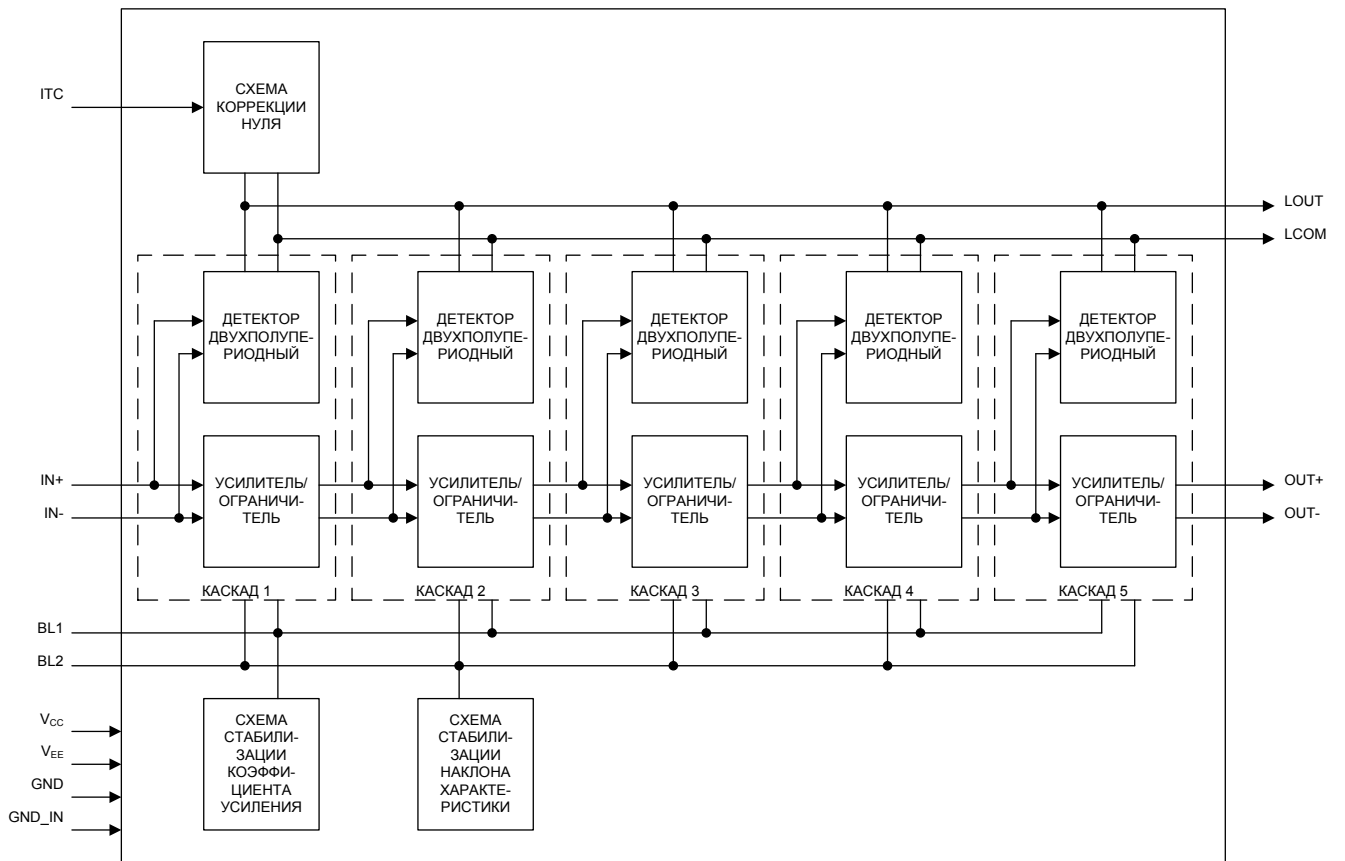 ITC
СХЕМА
КОРРЕКЦИИ
НУЛЯ
LOUT
LCOM
ДЕТЕКТОР
ДВУХПОЛУПЕ-
РИОДНЫЙ
ДЕТЕКТОР
ДВУХПОЛУПЕ-
РИОДНЫЙ
ДЕТЕКТОР
ДВУХПОЛУПЕ-
РИОДНЫЙ
ДЕТЕКТОР
ДВУХПОЛУПЕ-
РИОДНЫЙ
ДЕТЕКТОР
ДВУХПОЛУПЕ-
РИОДНЫЙ
IN+
IN-
УСИЛИТЕЛЬ/
ОГРАНИЧИ-
ТЕЛЬ
УСИЛИТЕЛЬ/
ОГРАНИЧИ-
ТЕЛЬ
УСИЛИТЕЛЬ/
ОГРАНИЧИ-
ТЕЛЬ
УСИЛИТЕЛЬ/
ОГРАНИЧИ-
ТЕЛЬ
УСИЛИТЕЛЬ/
ОГРАНИЧИ-
ТЕЛЬ
OUT+
OUT-
КАСКАД 1
КАСКАД 2
КАСКАД 3
КАСКАД 4
КАСКАД 5
BL1
BL2
VCC
VEE
GND
GND_IN
СХЕМА
СТАБИЛИ-
ЗАЦИИ
КОЭФФИ-
ЦИЕНТА
УСИЛЕНИЯ
СХЕМА
СТАБИЛИ-
ЗАЦИИ
НАКЛОНА
ХАРАКТЕ-
РИСТИКИ